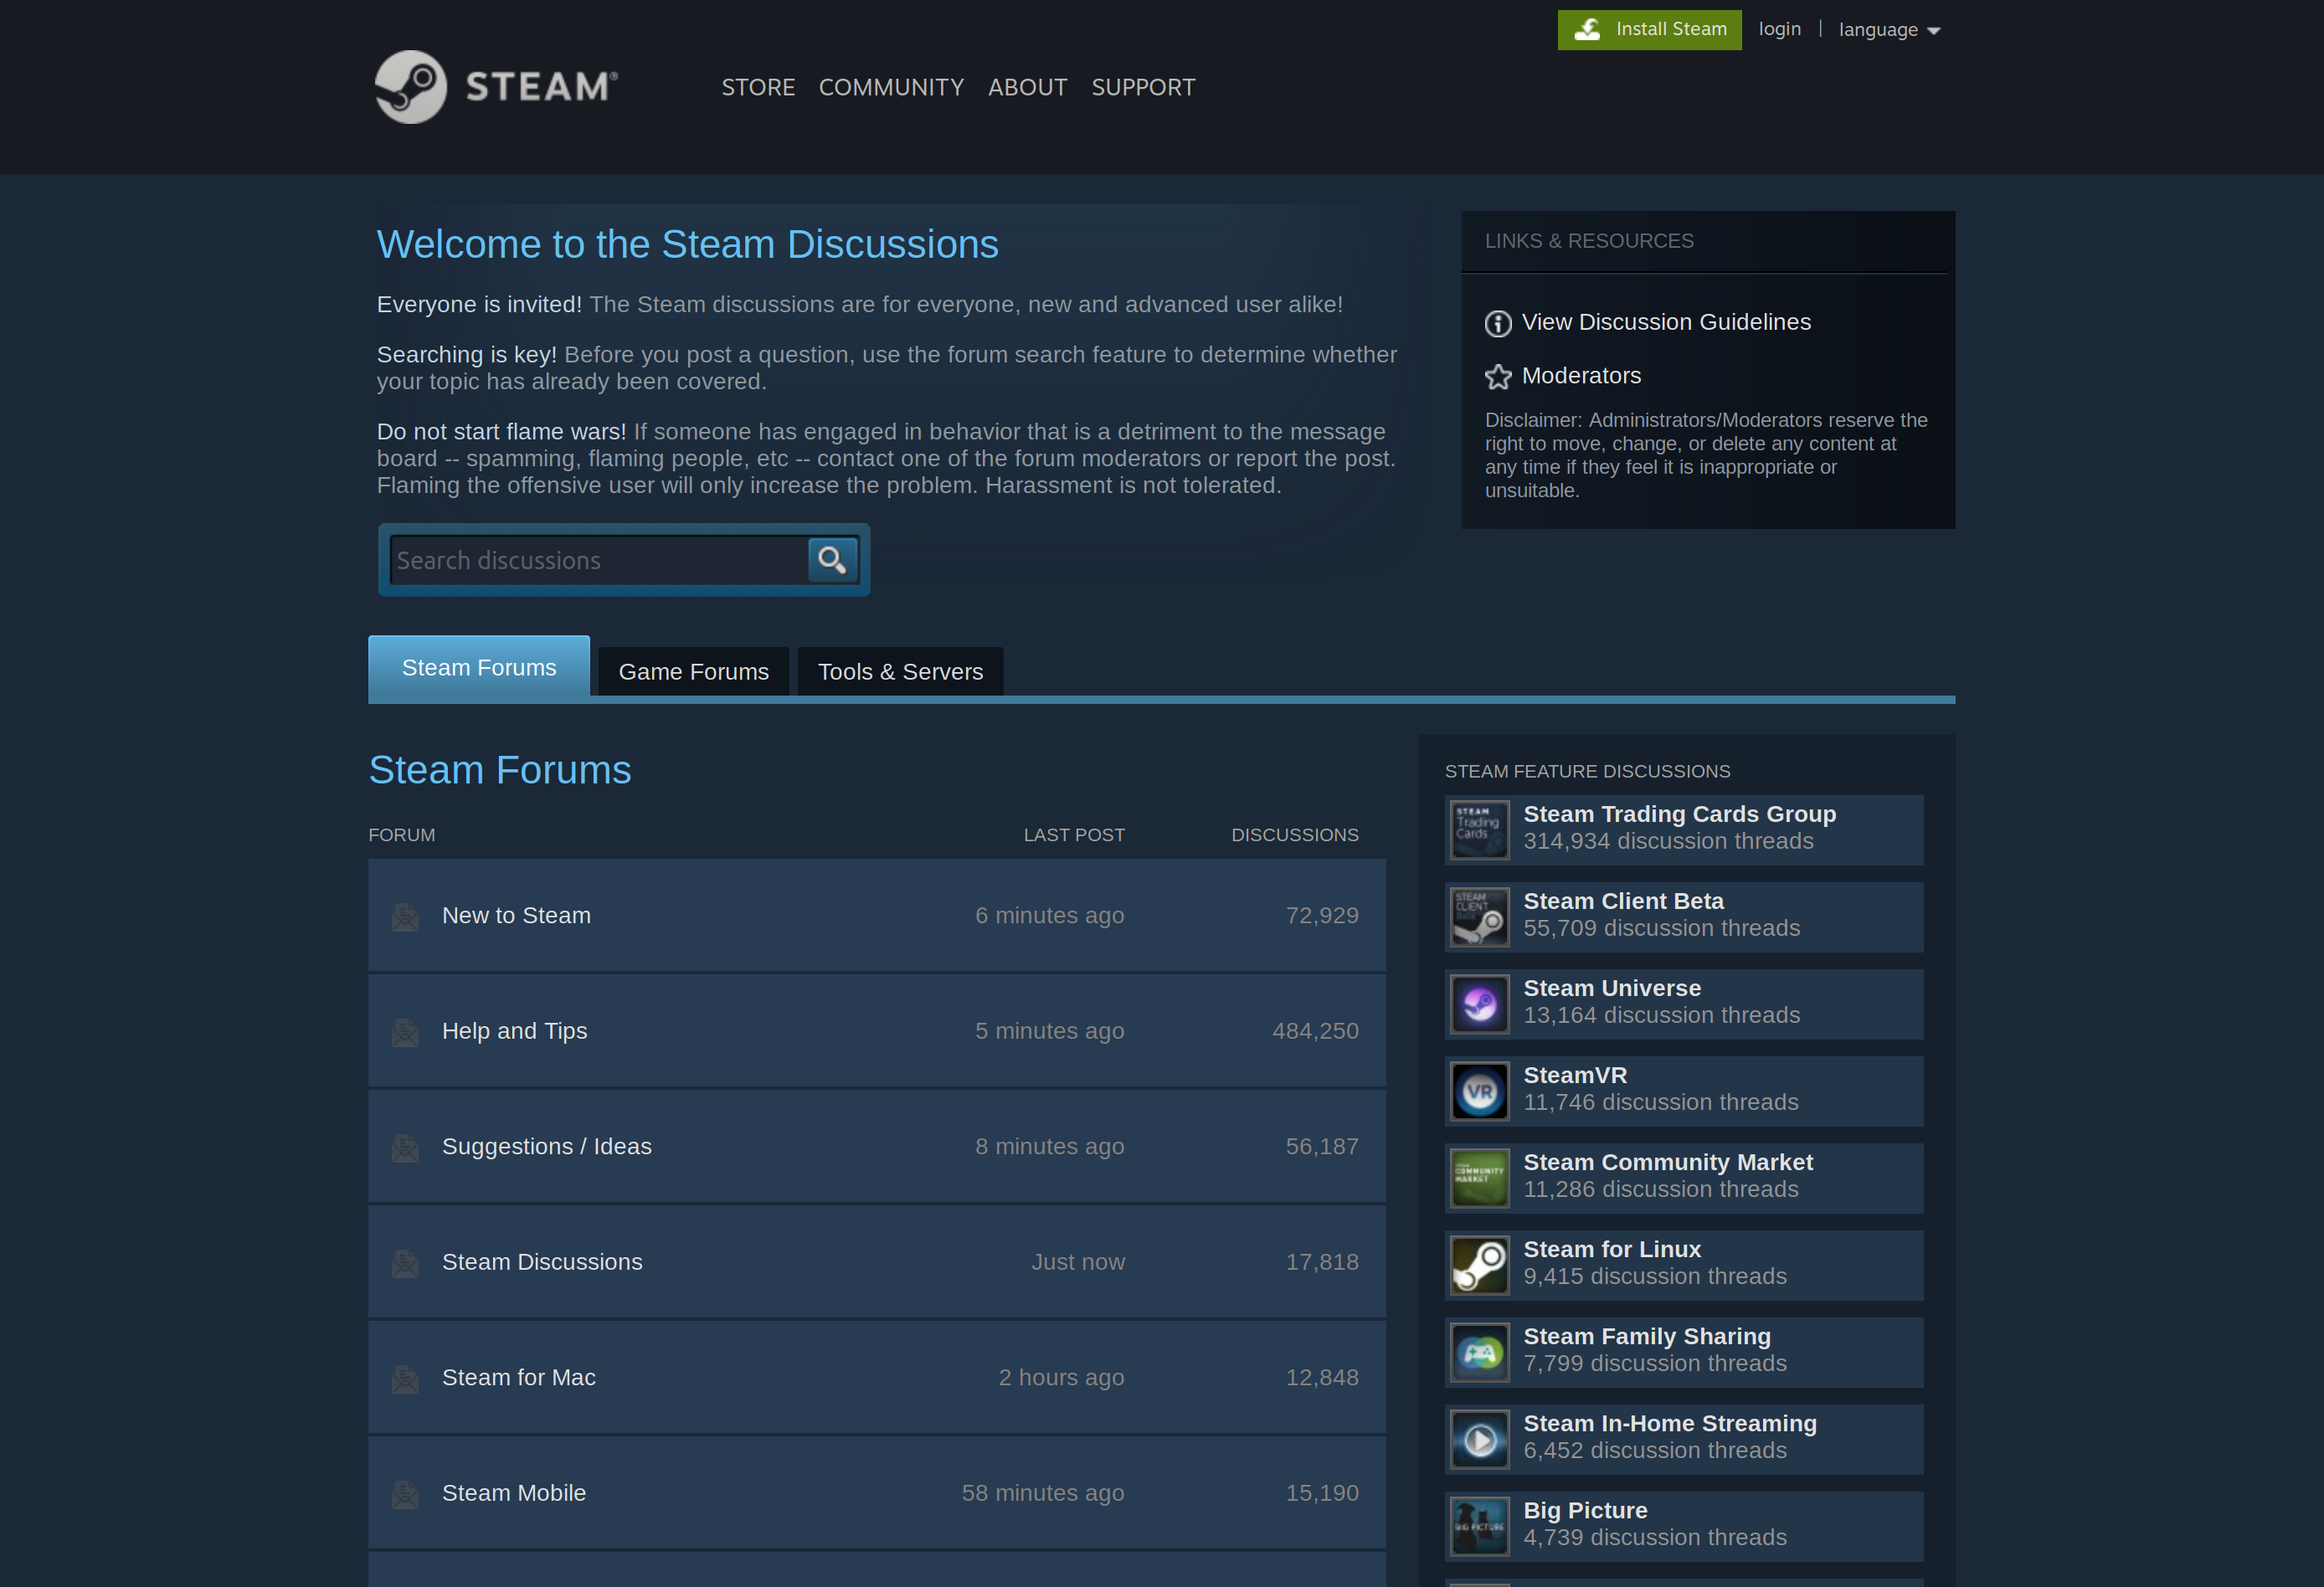 Install Steam
login
language
STEAM®
STORE
COMMUNITY
ABOUT
SUPPORT
Welcome to the Steam Discussions
Everyone is invited! The Steam discussions are for everyone, new and advanced user alike!
Searching is key! Before you post a question, use the forum search feature to determine whether
your topic has already been covered.
Do not start flame wars! If someone has engaged in behavior that is a detriment to the message
board -- spamming, flaming people, etc -- contact one of the forum moderators or report the post.
Flaming the offensive user will only increase the problem. Harassment is not tolerated.
Search discussions
LINKS & RESOURCES
View Discussion Guidelines
Moderators
Disclaimer: Administrators/Moderators reserve the
right to move, change, or delete any content at
any time if they feel it is inappropriate or
unsuitable.
Steam Forums
Game Forums
Tools & Servers
Steam Forums
FORUM LAST POST DISCUSSIONS
New to Steam 6 minutes ago 72,929
Help and Tips 5 minutes ago 484,250
Suggestions / Ideas 8 minutes ago 56,187
Steam Discussions Just now 17,818
Steam for Mac 2 hours ago 12,848
Steam Mobile 58 minutes ago 15,190
STEAM FEATURE DISCUSSIONS
STEAM
Trading
Cards
Steam Trading Cards Group
314,934 discussion threads
STEAM
CLIENT
Steam Client Beta
55,709 discussion threads
Steam Universe
13,164 discussion threads
VR
SteamVR
11,746 discussion threads
COMMUNITY
MARKET
Steam Community Market
11,286 discussion threads
Steam for Linux
9,415 discussion threads
Steam Family Sharing
7,799 discussion threads
Steam In-Home Streaming
6,452 discussion threads
BIG PICTURE
Big Picture
4,739 discussion threads